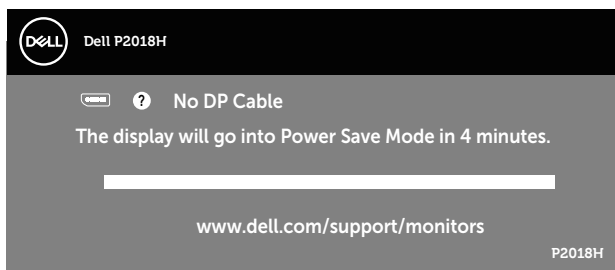 DELL Dell P2018H
? No DP Cable
The display will go into Power Save Mode in 4 minutes.
www.dell.com/support/monitors
P2018H